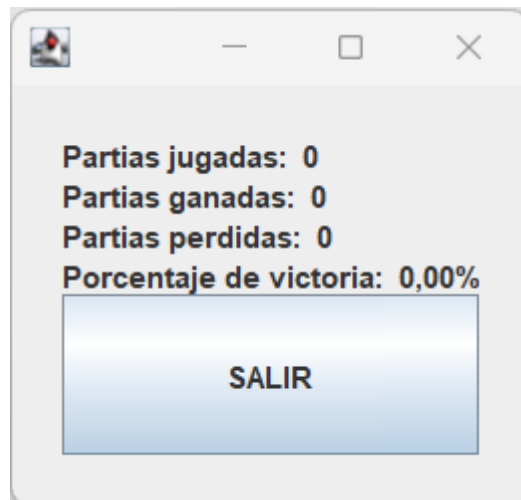 Partias jugadas: 0
Partias ganadas: 0
Partias perdidas: 0
Porcentaje de victoria: 0,00%
SALIR